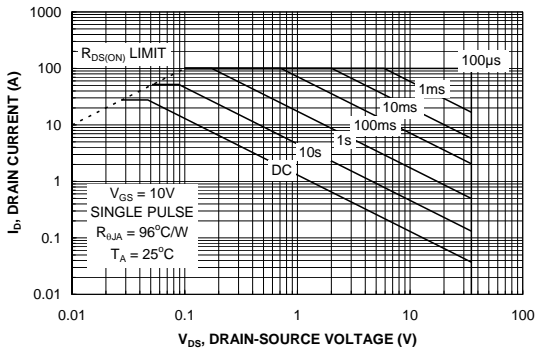 1000
100
10
1
0.1
0.01
I_D, DRAIN CURRENT (A)
R_DS(ON) LIMIT
100µs
1ms
10ms
100ms
1s
10s
DC
V_GS = 10V
SINGLE PULSE
R_θJA = 96°C/W
T_A = 25°C
0.01 0.1 1 10 100
V_DS, DRAIN-SOURCE VOLTAGE (V)